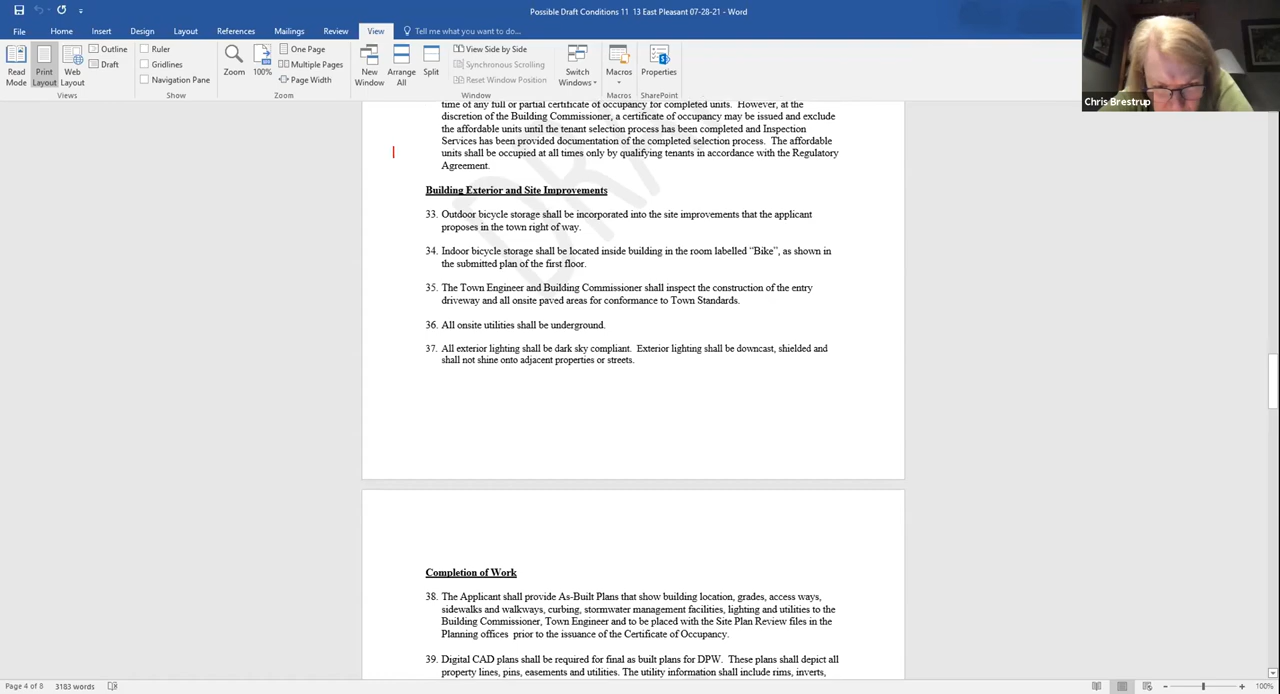 Possible Draft Conditions 11 13 East Pleasant 07-28-21 - Word
File Home Insert Design Layout References Mailings Review View Tell me what you want to do...
Read Mode
Print Layout
Web Layout
Outline
Draft
Views
Ruler
Gridlines
Navigation Pane
Show
Zoom
100%
One Page
Multiple Pages
Page Width
Zoom
New Window
Arrange All
Split
View Side by Side
Synchronous Scrolling
Reset Window Position
Window
Switch Windows
Macros
Macros
Properties
SharePoint
Chris Brestrup
time of any full or partial certificate of occupancy for completed units. However, at the
discretion of the Building Commissioner, a certificate of occupancy may be issued and exclude
the affordable units until the tenant selection process has been completed and Inspection
Services has been provided documentation of the completed selection process. The affordable
units shall be occupied at all times only by qualifying tenants in accordance with the Regulatory
Agreement.
Building Exterior and Site Improvements
33. Outdoor bicycle storage shall be incorporated into the site improvements that the applicant
proposes in the town right of way.
34. Indoor bicycle storage shall be located inside building in the room labelled “Bike”, as shown in
the submitted plan of the first floor.
35. The Town Engineer and Building Commissioner shall inspect the construction of the entry
driveway and all onsite paved areas for conformance to Town Standards.
36. All onsite utilities shall be underground.
37. All exterior lighting shall be dark sky compliant. Exterior lighting shall be downcast, shielded and
shall not shine onto adjacent properties or streets.
Completion of Work
38. The Applicant shall provide As-Built Plans that show building location, grades, access ways,
sidewalks and walkways, curbing, stormwater management facilities, lighting and utilities to the
Building Commissioner, Town Engineer and to be placed with the Site Plan Review files in the
Planning offices prior to the issuance of the Certificate of Occupancy.
39. Digital CAD plans shall be required for final as built plans for DPW. These plans shall depict all
property lines, pins, easements and utilities. The utility information shall include rims, inverts,
Page 4 of 8 3183 words
100%